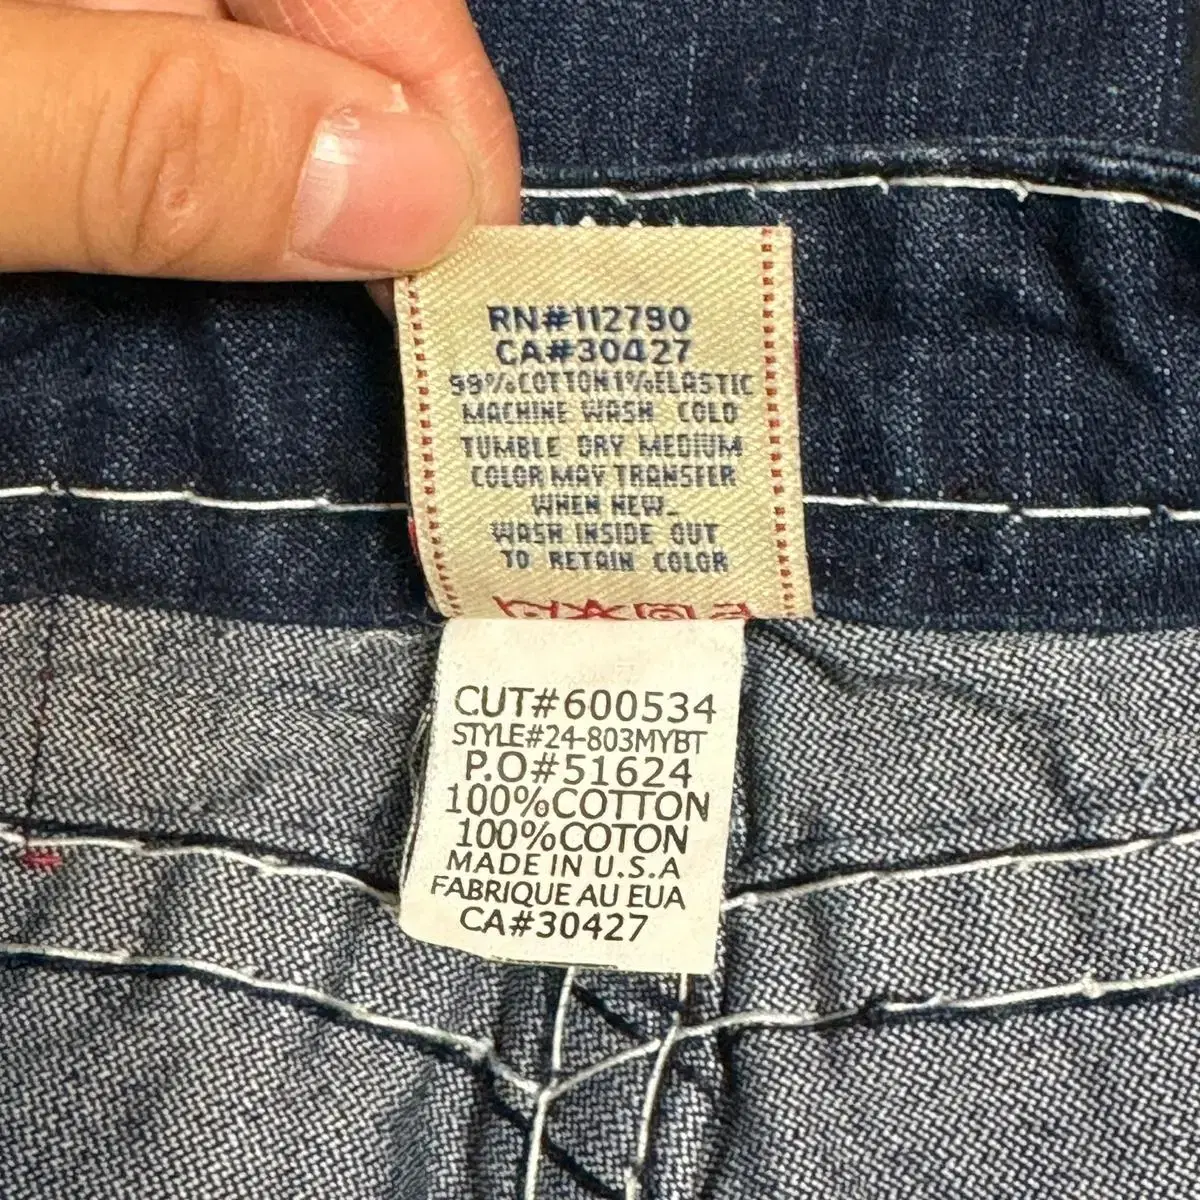 RN#112790
CA#30427
99%COTTON1%ELASTIC
MACHINE WASH COLD
TUMBLE DRY MEDIUM
COLOR MAY TRANSFER
WHEN NEW_
WASH INSIDE OUT
TO RETAIN COLOR
CUT#600534
STYLE#24-803MYBT
P.O#51624
100%COTTON
100%COTON
MADE IN U.S.A
FABRIQUE AU EUA
CA#30427